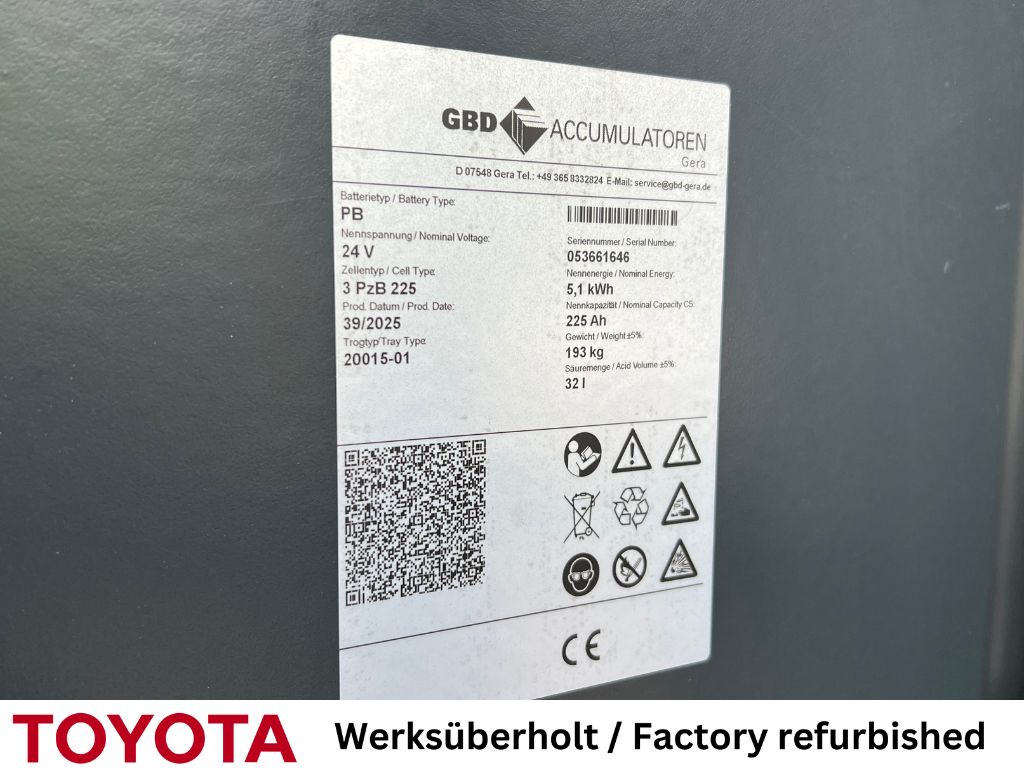 GBD ACCUMULATOREN
Gera
D 07548 Gera Tel.: +49 365 8332824 E-Mail: service@gbd-gera.de
Batterietyp / Battery Type:
PB
Nennspannung / Nominal Voltage:
24 V
Zellentyp / Cell Type:
3 PzB 225
Prod. Datum / Prod. Date:
39/2025
Trogtyp/Tray Type:
20015-01
Seriennummer / Serial Number:
053661646
Nennenergie / Nominal Energy:
5,1 kWh
Nennkapazität / Nominal Capacity C5:
225 Ah
Gewicht / Weight ±5%:
193 kg
Säuremenge / Acid Volume ±5%:
32 l
CE
TOYOTA Werksüberholt / Factory refurbished